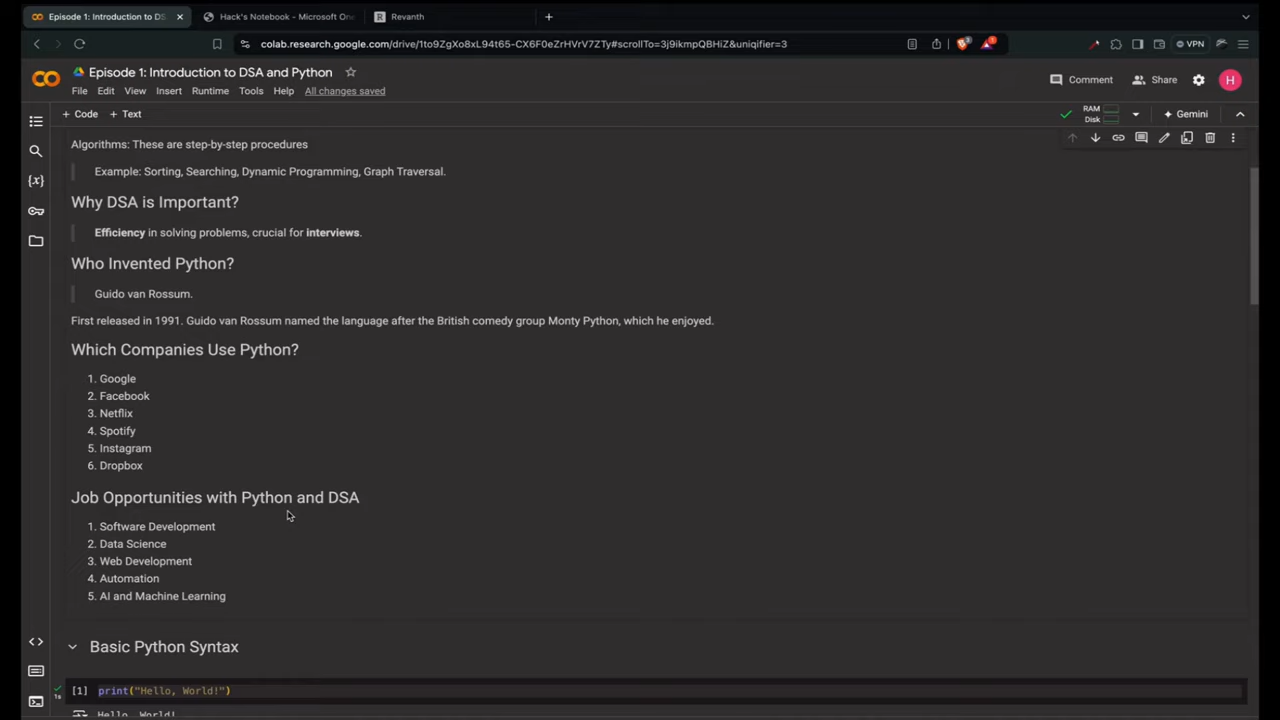 Episode 1: Introduction to DS
Hack's Notebook - Microsoft One
R Revanth
colab.research.google.com/drive/1to9ZgXo8xL94t65-CX6F0eZrHVrV7ZTy#scrollTo=3j9ikmpQBHiZ&uniqifier=3
VPN
Episode 1: Introduction to DSA and Python
Comment Share H
File Edit View Insert Runtime Tools Help All changes saved
+ Code + Text
RAM
Disk
Gemini
Algorithms: These are step-by-step procedures
Example: Sorting, Searching, Dynamic Programming, Graph Traversal.
Why DSA is Important?
Efficiency in solving problems, crucial for interviews.
Who Invented Python?
Guido van Rossum.
First released in 1991. Guido van Rossum named the language after the British comedy group Monty Python, which he enjoyed.
Which Companies Use Python?
1. Google
2. Facebook
3. Netflix
4. Spotify
5. Instagram
6. Dropbox
Job Opportunities with Python and DSA
1. Software Development
2. Data Science
3. Web Development
4. Automation
5. AI and Machine Learning
Basic Python Syntax
[1] print("Hello, World!")
1s
Hello, World!